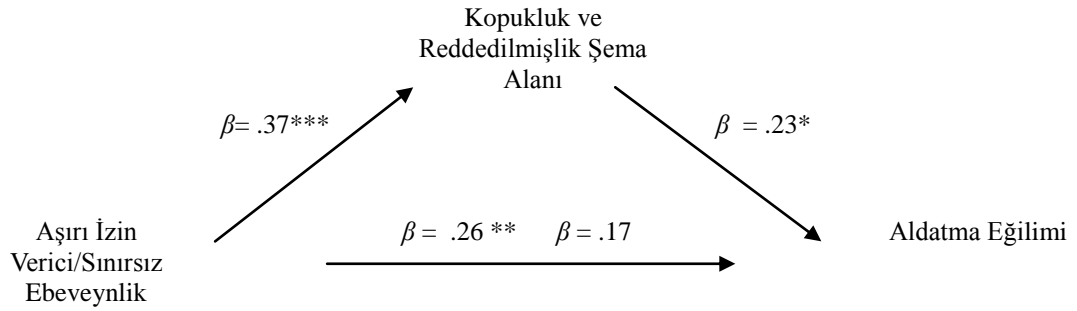 Kopukluk ve
Reddedilmişlik Şema
Alanı
β= .37***
β = .23*
Aşırı İzin
Verici/Sınırsız
Ebeveynlik
β = .26 ** β = .17
Aldatma Eğilimi